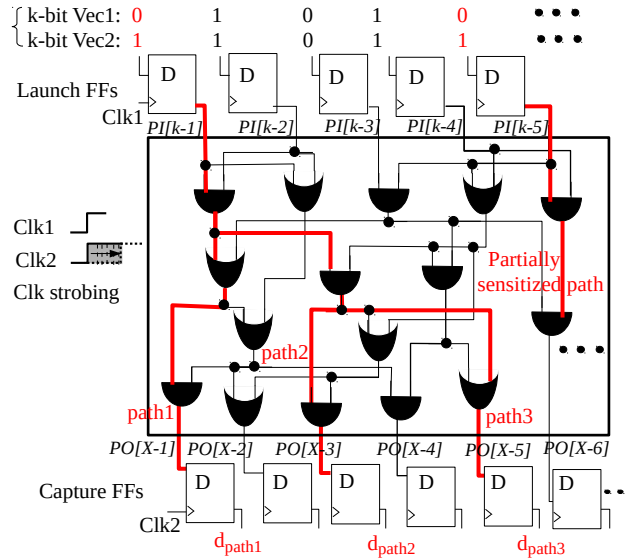 k-bit Vec1: 0 1 0 1 0
k-bit Vec2: 1 1 0 1 1
D D D D D
Launch FFs
Clk1
PI[k-1] PI[k-2] PI[k-3] PI[k-4] PI[k-5]
Clk1
Clk2
Clk strobing
Partially
sensitized path
path2
path1
path3
PO[X-1] PO[X-2] PO[X-3] PO[X-4] PO[X-5] PO[X-6]
D D D D D D
Capture FFs
Clk2
dpath1 dpath2 dpath3